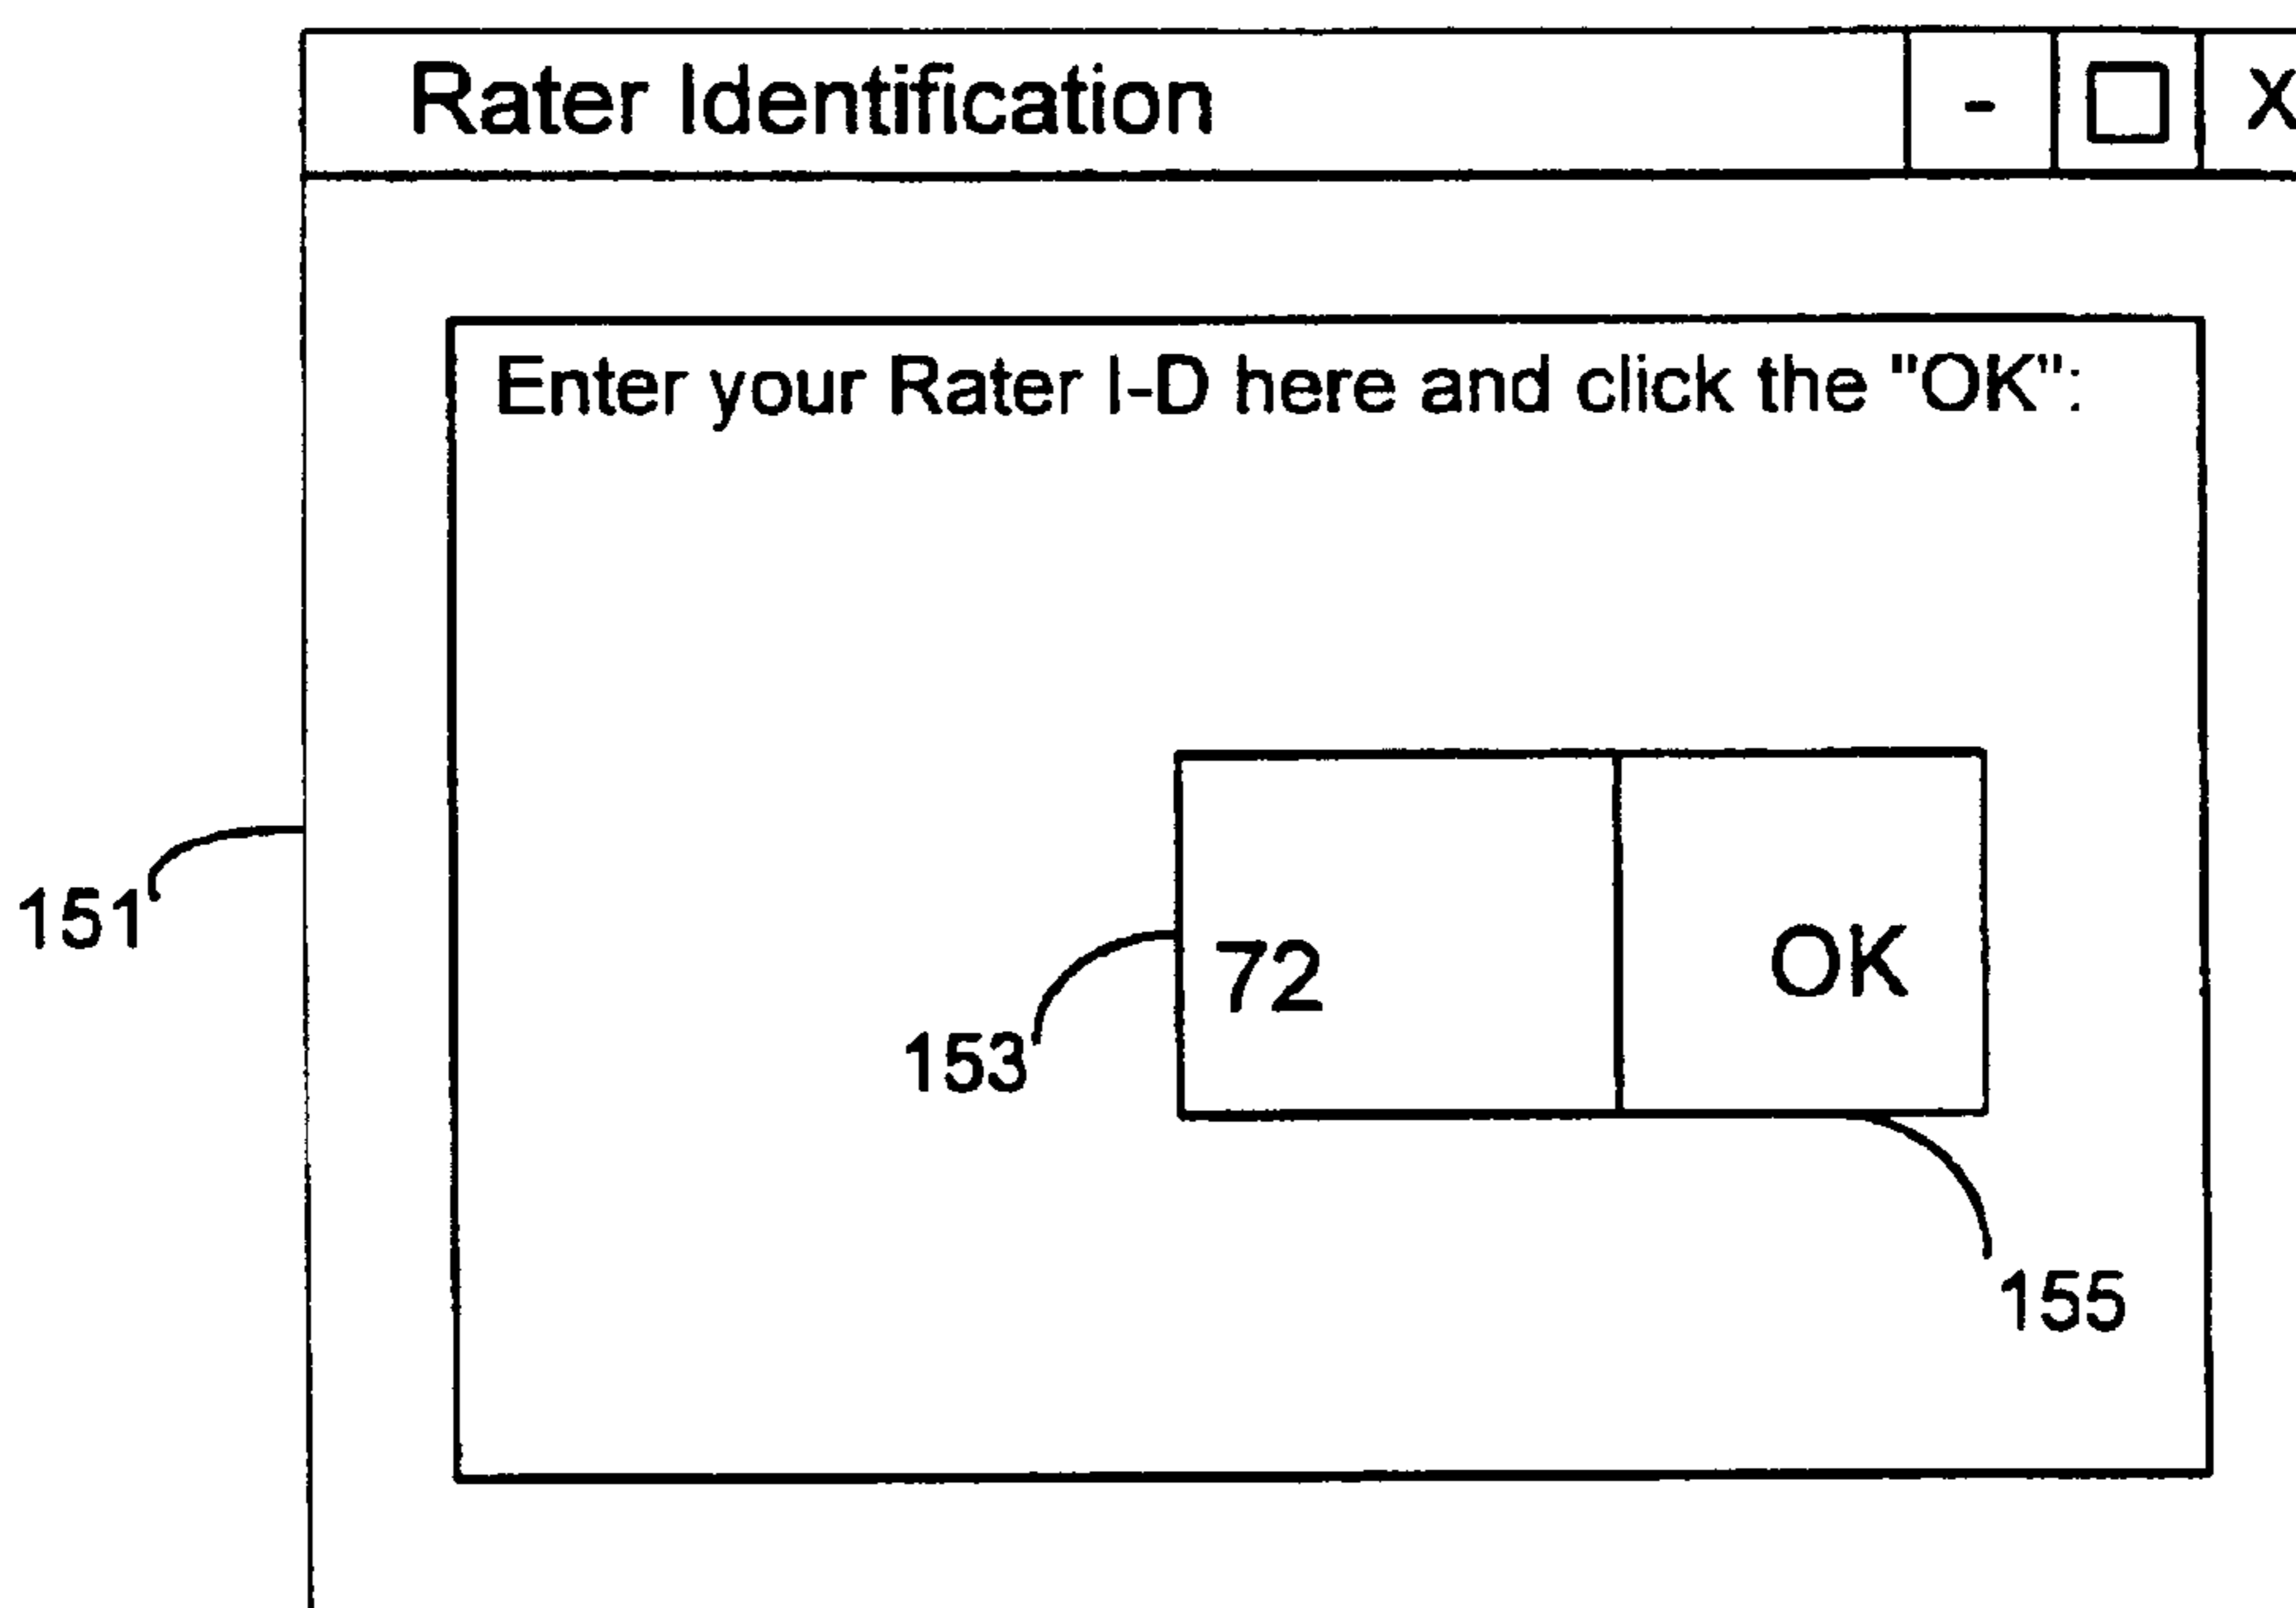 Rater Identification - □ X
Enter your Rater I-D here and click the "OK":
151
72 OK
153
155